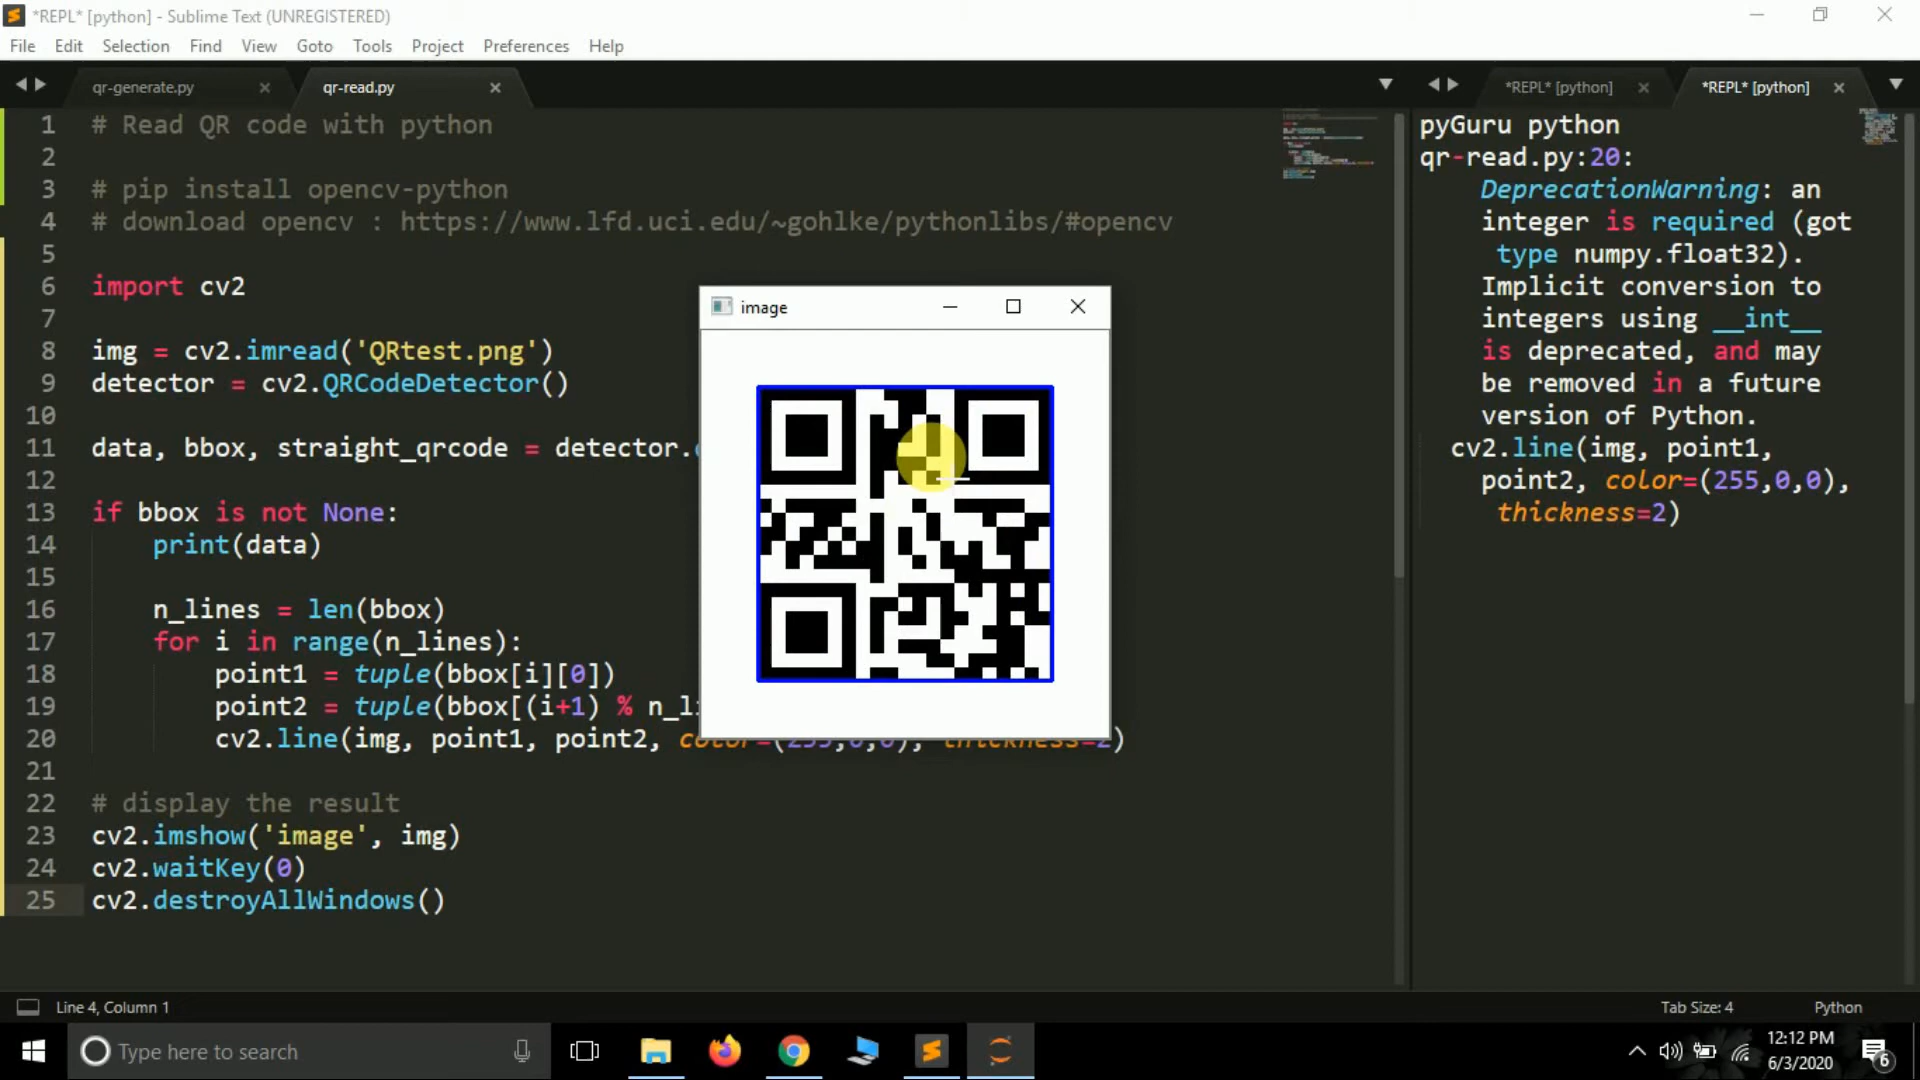 *REPL* [python] - Sublime Text (UNREGISTERED)
File Edit Selection Find View Goto Tools Project Preferences Help
qr-generate.py qr-read.py
1 # Read QR code with python
2
3 # pip install opencv-python
4 # download opencv : https://www.lfd.uci.edu/~gohlke/pythonlibs/#opencv
5
6 import cv2
7
8 img = cv2.imread('QRtest.png')
9 detector = cv2.QRCodeDetector()
10
11 data, bbox, straight_qrcode = detector.
12
13 if bbox is not None:
14 print(data)
15
16 n_lines = len(bbox)
17 for i in range(n_lines):
18 point1 = tuple(bbox[i][0])
19 point2 = tuple(bbox[(i+1) % n_li
20 cv2.line(img, point1, point2, color=(255,0,0), thickness=2)
21
22 # display the result
23 cv2.imshow('image', img)
24 cv2.waitKey(0)
25 cv2.destroyAllWindows()
image
*REPL* [python] *REPL* [python]
pyGuru python
qr-read.py:20:
DeprecationWarning: an
integer is required (got
type numpy.float32).
Implicit conversion to
integers using __int__
is deprecated, and may
be removed in a future
version of Python.
cv2.line(img, point1,
point2, color=(255,0,0),
thickness=2)
Line 4, Column 1 Tab Size: 4 Python
Type here to search
12:12 PM
6/3/2020
6